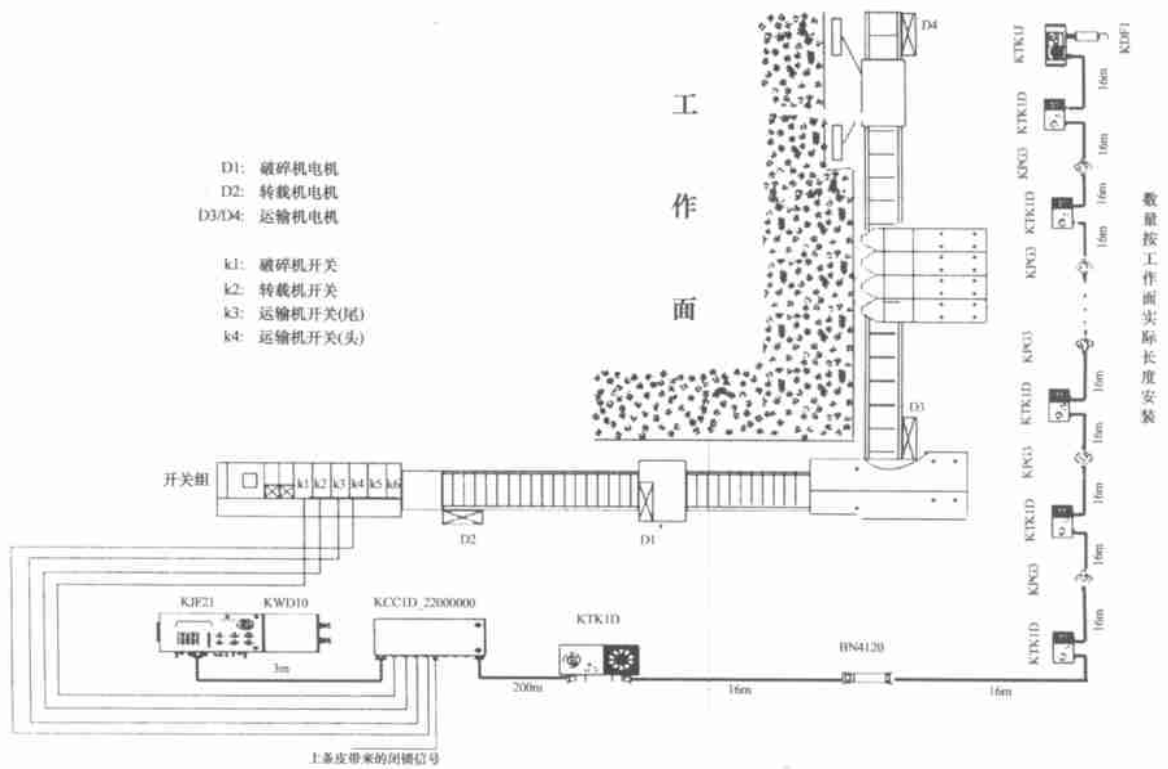 工
作
面
D1: 破碎机电机
D2: 转载机电机
D3/D4: 运输机电机
k1: 破碎机开关
k2: 转载机开关
k3: 运输机开关(尾)
k4: 运输机开关(头)
D4
D3
开关组
k1 k2 k3 k4 k5 k6
D2
D1
KJF21
KWD10
KCC1D_22000000
KTK1D
BN4120
3m
200m
16m
16m
上条皮带来的闭锁信号
KTK1J
KDF1
16m
KTK1D
16m
KPG3
16m
KTK1D
16m
KPG3
KPG3
16m
KTK1D
16m
KPG3
16m
KTK1D
16m
KPG3
16m
KTK1D
数量按工作面实际长度安装